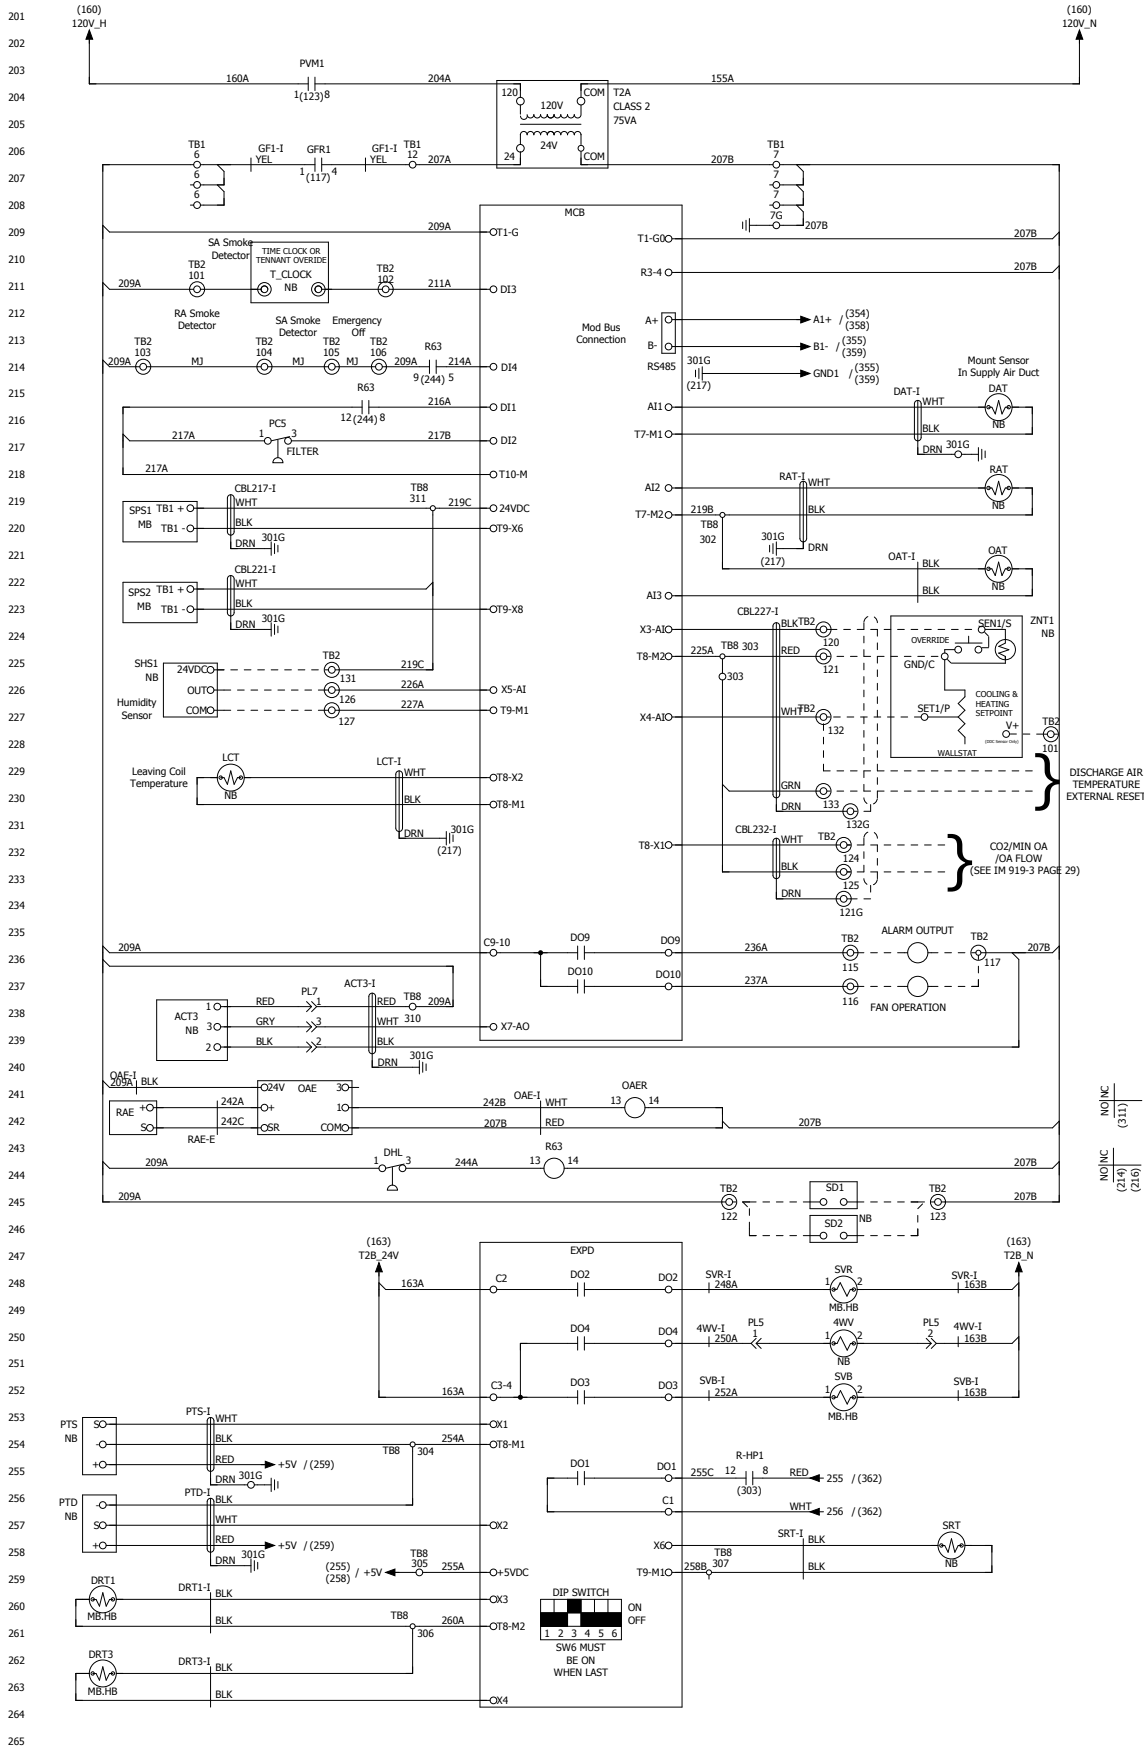 201
(160)
120V_H
(160)
120V_N
202
203
160A
PVM1
1(123)8
204A
155A
204
120
COM
T2A
120V
CLASS 2
75VA
205
24V
24
COM
206
TB1
6
GF1-I
YEL
GFR1
1(117)4
GF1-I
YEL
TB1
12
207A
207B
TB1
7
207
6
7
208
6
7
7G
207B
MCB
209
209A
T1-G
T1-G0
207B
210
SA Smoke
Detector
TIME CLOCK OR
TENNANT OVERIDE
T_CLOCK
NB
R3-4
207B
211
209A
TB2
101
TB2
102
211A
DI3
212
RA Smoke
Detector
SA Smoke
Detector
Emergency
Off
Mod Bus
Connection
A+
A1+ / (354)
(358)
213
B-
B1- / (355)
(359)
RS485
214
209A
TB2
103
MJ
TB2
104
MJ
TB2
105
MJ
TB2
106
209A
R63
9(244)5
214A
DI4
301G
(217)
GND1 / (355)
(359)
Mount Sensor
In Supply Air Duct
215
R63
12(244)8
216A
DI1
AI1
DAT-I
WHT
DAT
NB
216
217A
PC5
1 3
FILTER
217B
DI2
T7-M1
BLK
217
DRN
301G
218
217A
T10-M
219
SPS1
MB
TB1 +
CBL217-I
WHT
TB8
311
219C
24VDC
AI2
RAT-I
WHT
RAT
NB
220
TB1 -
BLK
T9-X6
T7-M2
219B
BLK
TB8
302
221
DRN
301G
301G
(217)
DRN
222
SPS2
MB
TB1 +
CBL221-I
WHT
OAT-I
BLK
OAT
NB
223
TB1 -
BLK
T9-X8
AI3
BLK
224
DRN
301G
X3-AI
CBL227-I
BLK
TB2
120
SEN1/S
OVERRIDE
ZNT1
NB
225
SHS1
NB
24VDC
TB2
131
219C
T8-M2
225A
TB8 303
RED
121
GND/C
226
Humidity
Sensor
OUT
126
226A
X5-AI
303
COOLING &
HEATING
SETPOINT
227
COM
127
227A
T9-M1
X4-AI
WHT
TB2
132
SET1/P
V+
(DDC Sensor Only)
TB2
101
228
WALLSTAT
229
Leaving Coil
Temperature
LCT
NB
LCT-I
WHT
T8-X2
DISCHARGE AIR
TEMPERATURE
EXTERNAL RESET
230
BLK
T8-M1
GRN
133
231
DRN
301G
(217)
DRN
132G
232
T8-X1
CBL232-I
WHT
TB2
124
CO2/MIN OA
/OA FLOW
(SEE IM 919-3 PAGE 29)
233
BLK
125
234
DRN
121G
235
209A
C9-10
DO9
DO9
236A
TB2
115
ALARM OUTPUT
TB2
117
207B
236
237
DO10
DO10
237A
116
FAN OPERATION
238
ACT3
NB
1
RED
PL7
1
ACT3-I
RED
TB8
310
209A
3
GRY
3
WHT
X7-AO
239
2
BLK
2
BLK
240
DRN
301G
241
OAE-I
209A
BLK
24V
OAE
3
242
RAE
+
242A
+
1
242B
OAE-I
WHT
OAER
13 14
NO NC
(311)
S
242C
SR
COM
207B
RED
207B
243
RAE-E
244
209A
DHL
1 3
244A
R63
13 14
207B
NO NC
(214)
(216)
245
209A
TB2
122
SD1
TB2
123
207B
246
SD2
NB
247
(163)
T2B_24V
EXPD
(163)
T2B_N
248
163A
C2
DO2
DO2
SVR-I
248A
SVR
1 2
MB.HB
SVR-I
163B
249
250
DO4
DO4
4WV-I
250A
PL5
1
4WV
1 2
NB
PL5
2
4WV-I
163B
251
252
163A
C3-4
DO3
DO3
SVB-I
252A
SVB
1 2
MB.HB
SVB-I
163B
253
PTS
NB
S
PTS-I
WHT
X1
254
-
BLK
TB8
304
254A
T8-M1
255
+
RED
+5V / (259)
DO1
DO1
255C
R-HP1
12 8
(303)
RED
255 / (362)
DRN
301G
256
PTD
NB
-
PTD-I
BLK
C1
WHT
256 / (362)
257
S
WHT
X2
258
+
RED
+5V / (259)
X6
SRT-I
BLK
SRT
NB
DRN
301G
259
(255)
(258) / +5V
TB8
305
255A
+5VDC
T9-M1
258B
TB8
307
BLK
260
DRT1
MB.HB
DRT1-I
BLK
X3
DIP SWITCH
ON
OFF
261
BLK
TB8
306
260A
T8-M2
1 2 3 4 5 6
262
DRT3
MB.HB
DRT3-I
BLK
SW6 MUST
BE ON
WHEN LAST
263
BLK
X4
264
265